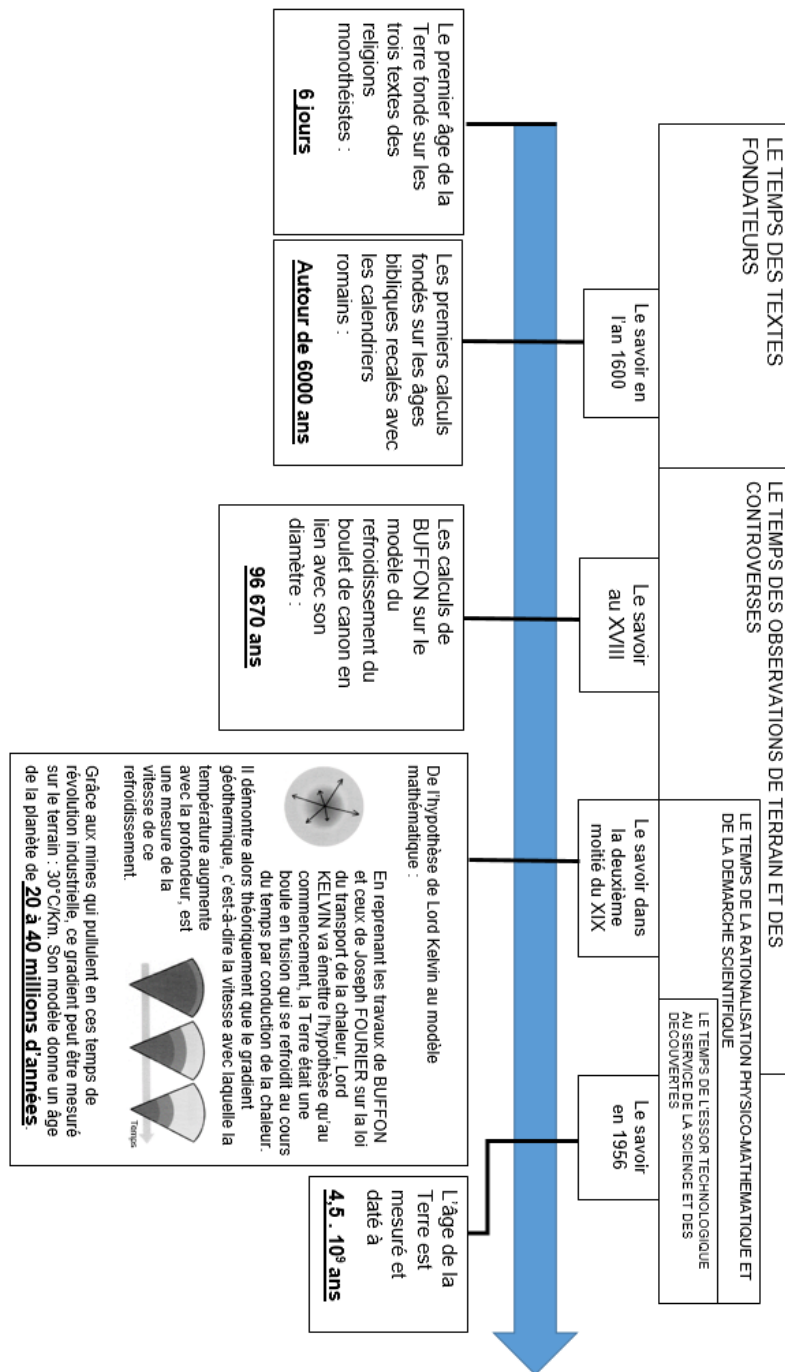 LE TEMPS DES TEXTES
FONDATEURS
LE TEMPS DES OBSERVATIONS DE TERRAIN ET DES
CONTROVERSES
LE TEMPS DE LA RATIONALISATION PHYSICO-MATHEMATIQUE ET
DE LA DEMARCHE SCIENTIFIQUE
LE TEMPS DE L'ESSOR TECHNOLOGIQUE
AU SERVICE DE LA SCIENCE ET DES
DECOUVERTES
Le savoir en
l'an 1600
Le savoir
au XVIII
Le savoir dans
la deuxième
moitié du XIX
Le savoir
en 1956
Le premier âge de la
Terre fondé sur les
trois textes des
religions
monothéistes :
6 jours
Les premiers calculs
fondés sur les âges
bibliques recalés avec
les calendriers
romains :
Autour de 6000 ans
Les calculs de
BUFFON sur le
modèle du
refroidissement du
boulet de canon en
lien avec son
diamètre :
96 670 ans
De l'hypothèse de Lord Kelvin au modèle
mathématique :
En reprenant les travaux de BUFFON
et ceux de Joseph FOURIER sur la loi
du transport de la chaleur, Lord
KELVIN va émettre l'hypothèse qu'au
commencement, la Terre était une
boule en fusion qui se refroidit au cours
du temps par conduction de la chaleur.
Il démontre alors théoriquement que le gradient
géothermique, c'est-à-dire la vitesse avec laquelle la
température augmente
avec la profondeur, est
une mesure de la
vitesse de ce
refroidissement.
Temps
Grâce aux mines qui pullulent en ces temps de
révolution industrielle, ce gradient peut être mesuré
sur le terrain : 30°C/Km. Son modèle donne un âge
de la planète de 20 à 40 millions d'années.
L'âge de la
Terre est
mesuré et
daté à
4,5 . 10⁹ ans